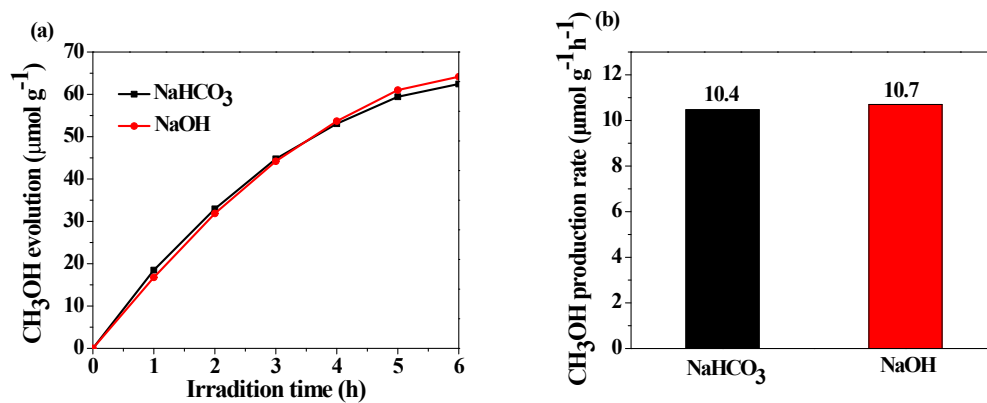 (a)
CH3OH evolution (μmol g-1)
70
60
50
40
30
20
10
0
NaHCO3
NaOH
0 1 2 3 4 5 6
Irradition time (h)
(b)
CH3OH production rate (μmol g-1h-1)
12
10
8
6
4
2
0
10.4
10.7
NaHCO3
NaOH